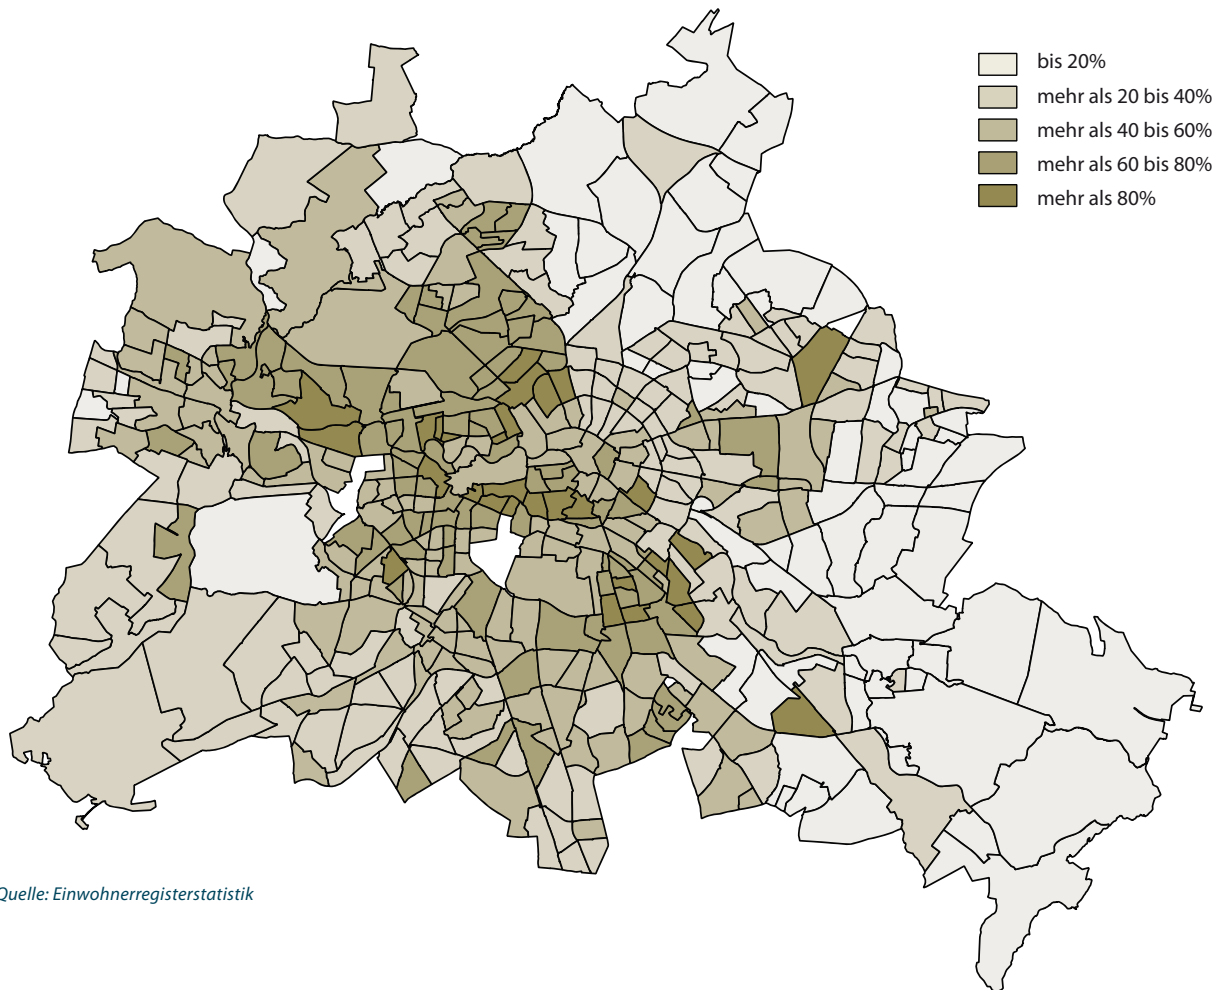 bis 20%
mehr als 20 bis 40%
mehr als 40 bis 60%
mehr als 60 bis 80%
mehr als 80%
Quelle: Einwohnerregisterstatistik